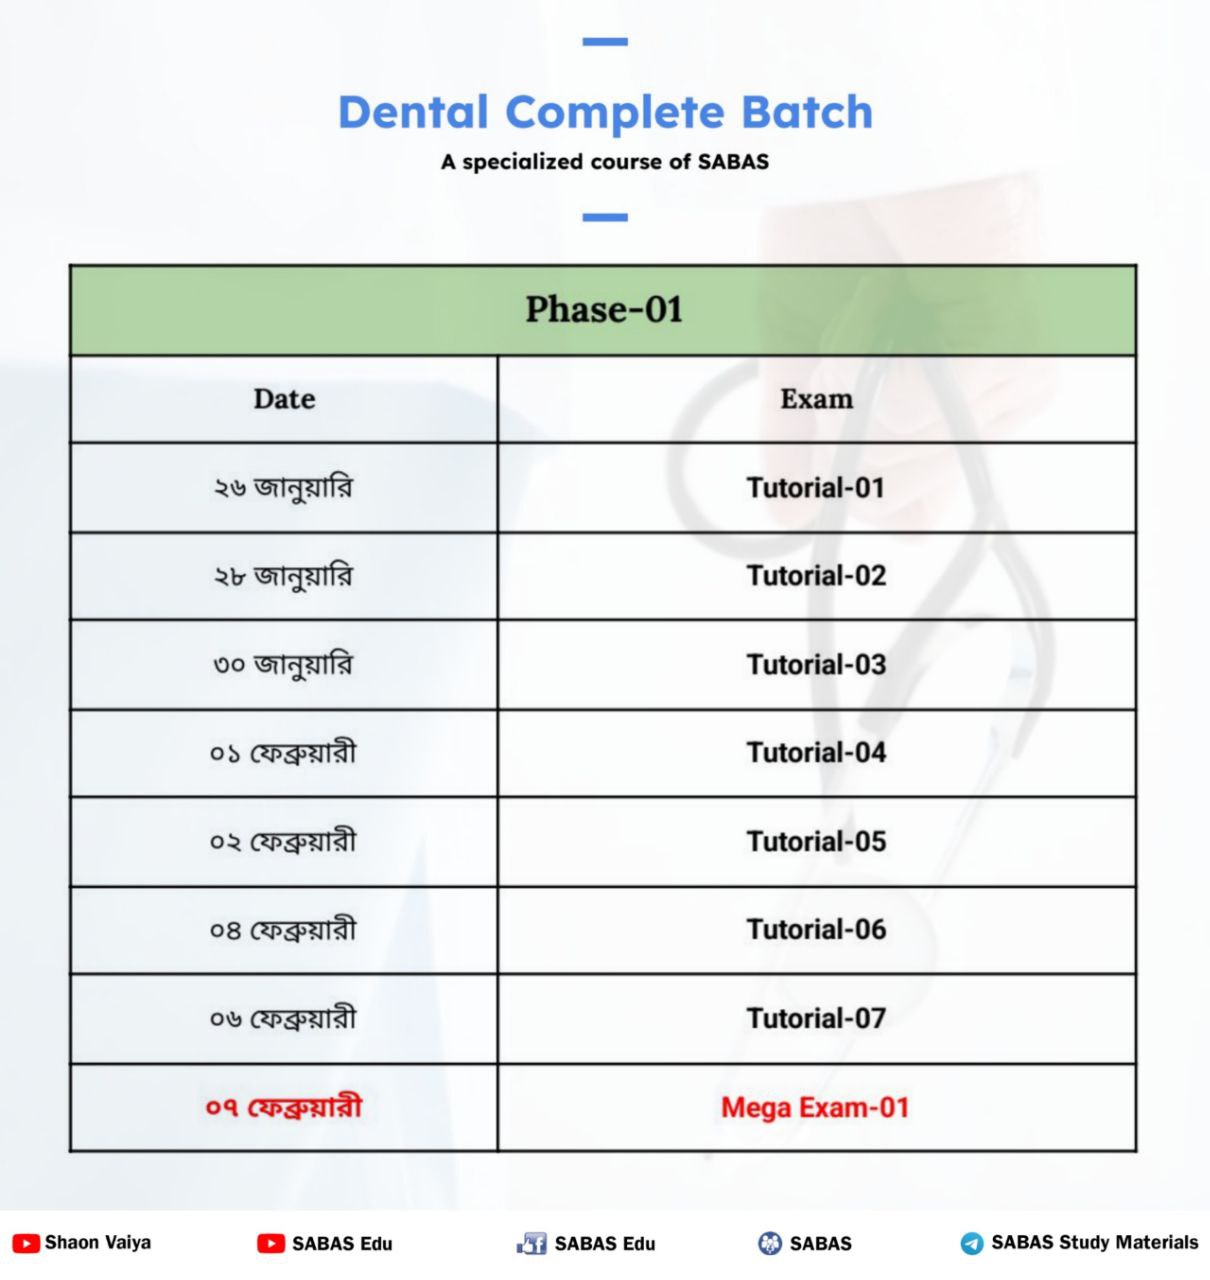 Dental Complete Batch
A specialized course of SABAS
Phase-01
Date Exam
২৬ জানুয়ারি Tutorial-01
২৮ জানুয়ারি Tutorial-02
৩০ জানুয়ারি Tutorial-03
০১ ফেব্রুয়ারী Tutorial-04
০২ ফেব্রুয়ারী Tutorial-05
০৪ ফেব্রুয়ারী Tutorial-06
০৬ ফেব্রুয়ারী Tutorial-07
০৭ ফেব্রুয়ারী Mega Exam-01
Shaon Vaiya SABAS Edu SABAS Edu SABAS SABAS Study Materials